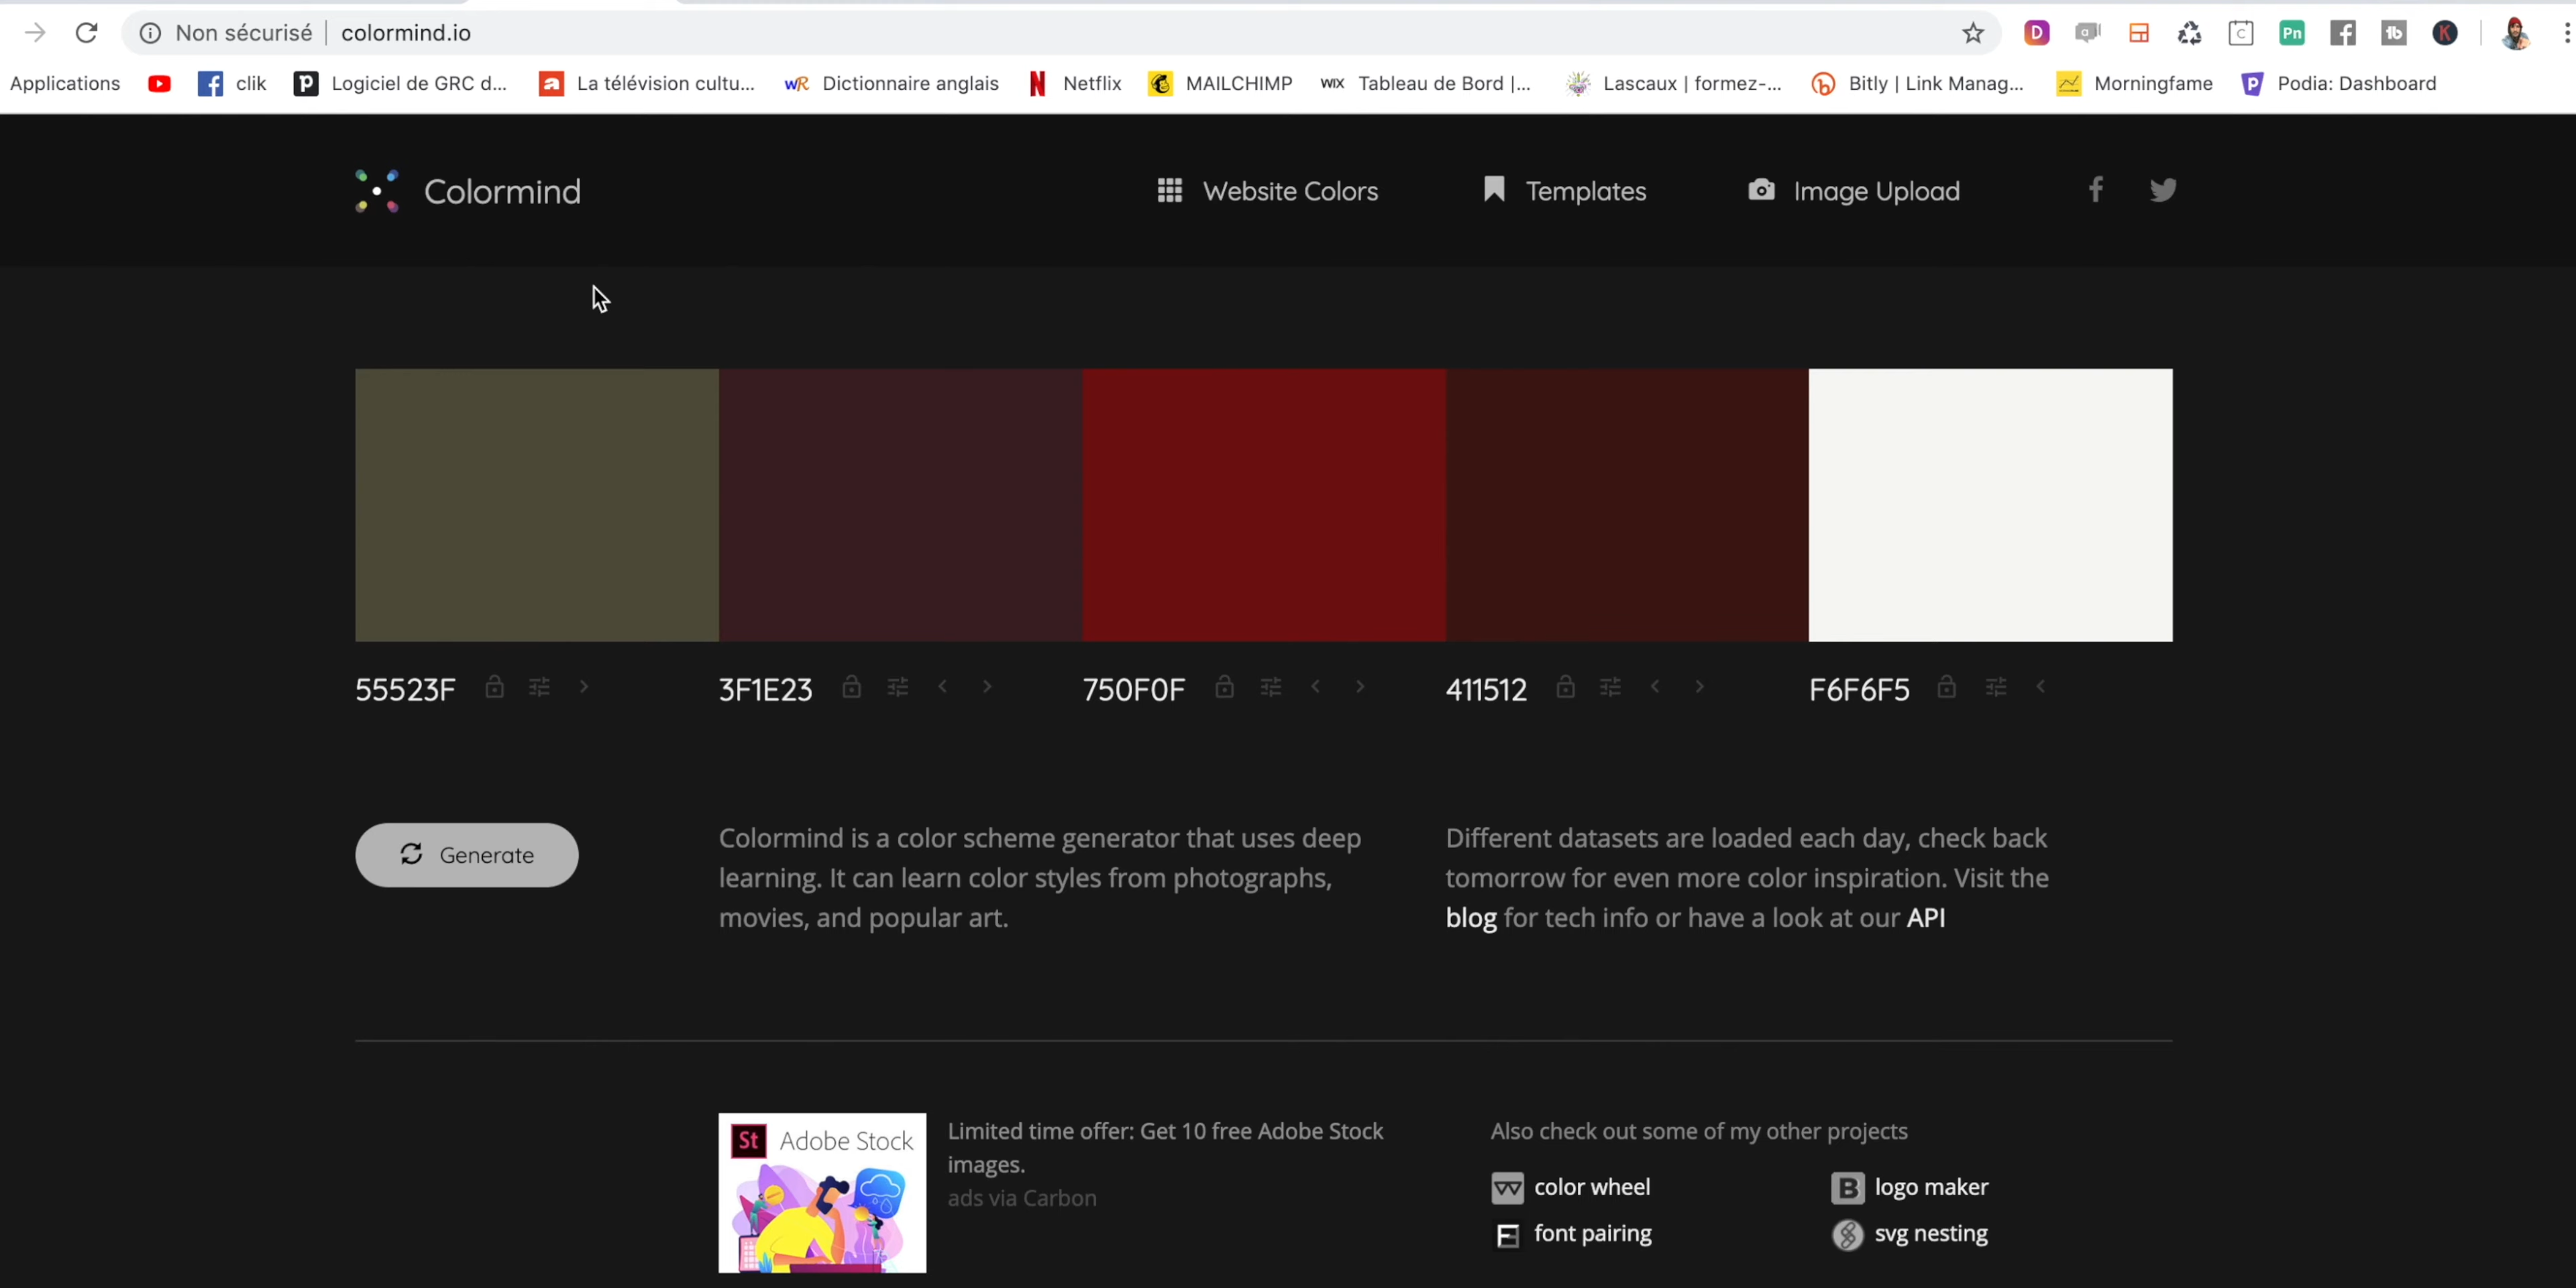 Non sécurisé colormind.io
D a C Pn 1b K
Applications clik Logiciel de GRC d... La télévision cultu... wR Dictionnaire anglais Netflix MAILCHIMP WIX Tableau de Bord |... Lascaux | formez-... Bitly | Link Manag... Morningfame Podia: Dashboard
Colormind
Website Colors Templates Image Upload
55523F 3F1E23 750F0F 411512 F6F6F5
Generate
Colormind is a color scheme generator that uses deep
learning. It can learn color styles from photographs,
movies, and popular art.
Different datasets are loaded each day, check back
tomorrow for even more color inspiration. Visit the
blog for tech info or have a look at our API
St Adobe Stock
Limited time offer: Get 10 free Adobe Stock
images.
ads via Carbon
Also check out some of my other projects
color wheel
logo maker
font pairing
svg nesting